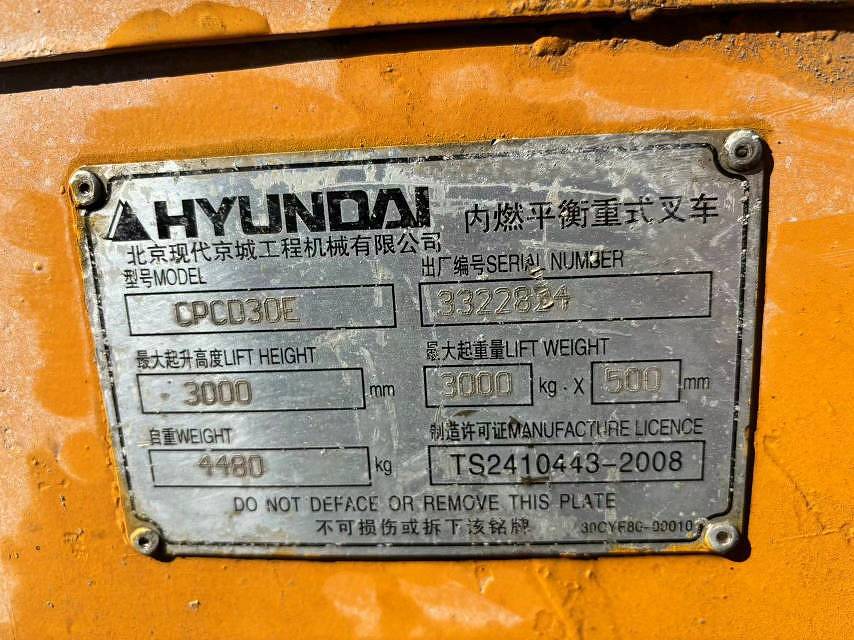 HYUNDAI 内燃平衡重式叉车
北京现代京城工程机械有限公司
型号MODEL 出厂编号SERIAL NUMBER
CPCD30E
最大起升高度LIFT HEIGHT 最大起重量LIFT WEIGHT
3000 mm 3000 kg · X 500 mm
自重WEIGHT 制造许可证MANUFACTURE LICENCE
4480 kg TS2410443-2008
DO NOT DEFACE OR REMOVE THIS PLATE
不可损伤或拆下该铭牌